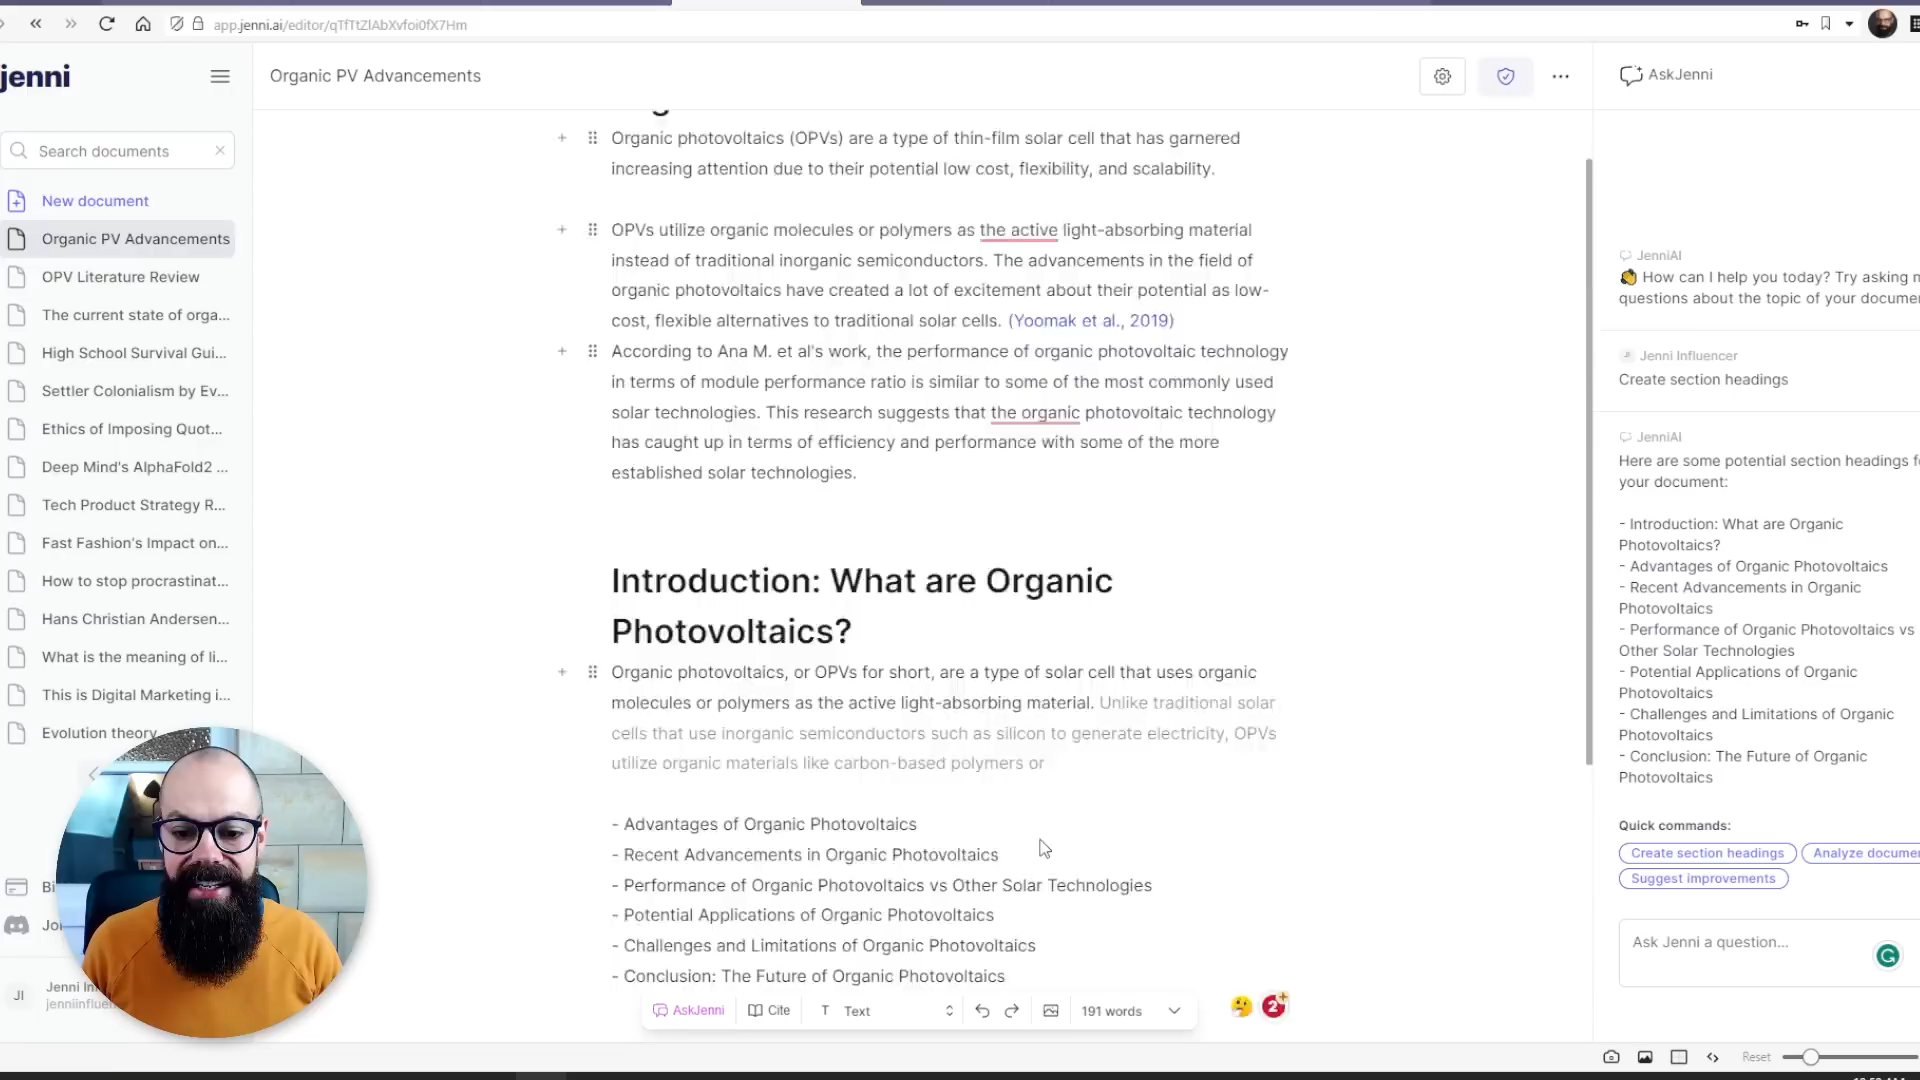 app.jenni.ai/editor/qTfTtZlAbXvfoi0fX7Hm
jenni
Organic PV Advancements
AskJenni
Search documents
New document
Organic PV Advancements
OPV Literature Review
The current state of orga...
High School Survival Gui...
Settler Colonialism by Ev...
Ethics of Imposing Quot...
Deep Mind's AlphaFold2 ...
Tech Product Strategy R...
Fast Fashion's Impact on...
How to stop procrastinat...
Hans Christian Andersen...
What is the meaning of li...
This is Digital Marketing i...
Evolution theory
JI
Jenni In
jenniinflue
Organic photovoltaics (OPVs) are a type of thin-film solar cell that has garnered
increasing attention due to their potential low cost, flexibility, and scalability.
OPVs utilize organic molecules or polymers as the active light-absorbing material
instead of traditional inorganic semiconductors. The advancements in the field of
organic photovoltaics have created a lot of excitement about their potential as low-
cost, flexible alternatives to traditional solar cells. (Yoomak et al., 2019)
According to Ana M. et al's work, the performance of organic photovoltaic technology
in terms of module performance ratio is similar to some of the most commonly used
solar technologies. This research suggests that the organic photovoltaic technology
has caught up in terms of efficiency and performance with some of the more
established solar technologies.
Introduction: What are Organic
Photovoltaics?
Organic photovoltaics, or OPVs for short, are a type of solar cell that uses organic
molecules or polymers as the active light-absorbing material. Unlike traditional solar
cells that use inorganic semiconductors such as silicon to generate electricity, OPVs
utilize organic materials like carbon-based polymers or
- Advantages of Organic Photovoltaics
- Recent Advancements in Organic Photovoltaics
- Performance of Organic Photovoltaics vs Other Solar Technologies
- Potential Applications of Organic Photovoltaics
- Challenges and Limitations of Organic Photovoltaics
- Conclusion: The Future of Organic Photovoltaics
AskJenni Cite T Text 191 words
2
JenniAI
How can I help you today? Try asking
questions about the topic of your docume
Jenni Influencer
Create section headings
JenniAI
Here are some potential section headings f
your document:
- Introduction: What are Organic
Photovoltaics?
- Advantages of Organic Photovoltaics
- Recent Advancements in Organic
Photovoltaics
- Performance of Organic Photovoltaics vs
Other Solar Technologies
- Potential Applications of Organic
Photovoltaics
- Challenges and Limitations of Organic
Photovoltaics
- Conclusion: The Future of Organic
Photovoltaics
Quick commands:
Create section headings Analyze docume
Suggest improvements
Ask Jenni a question...
Reset